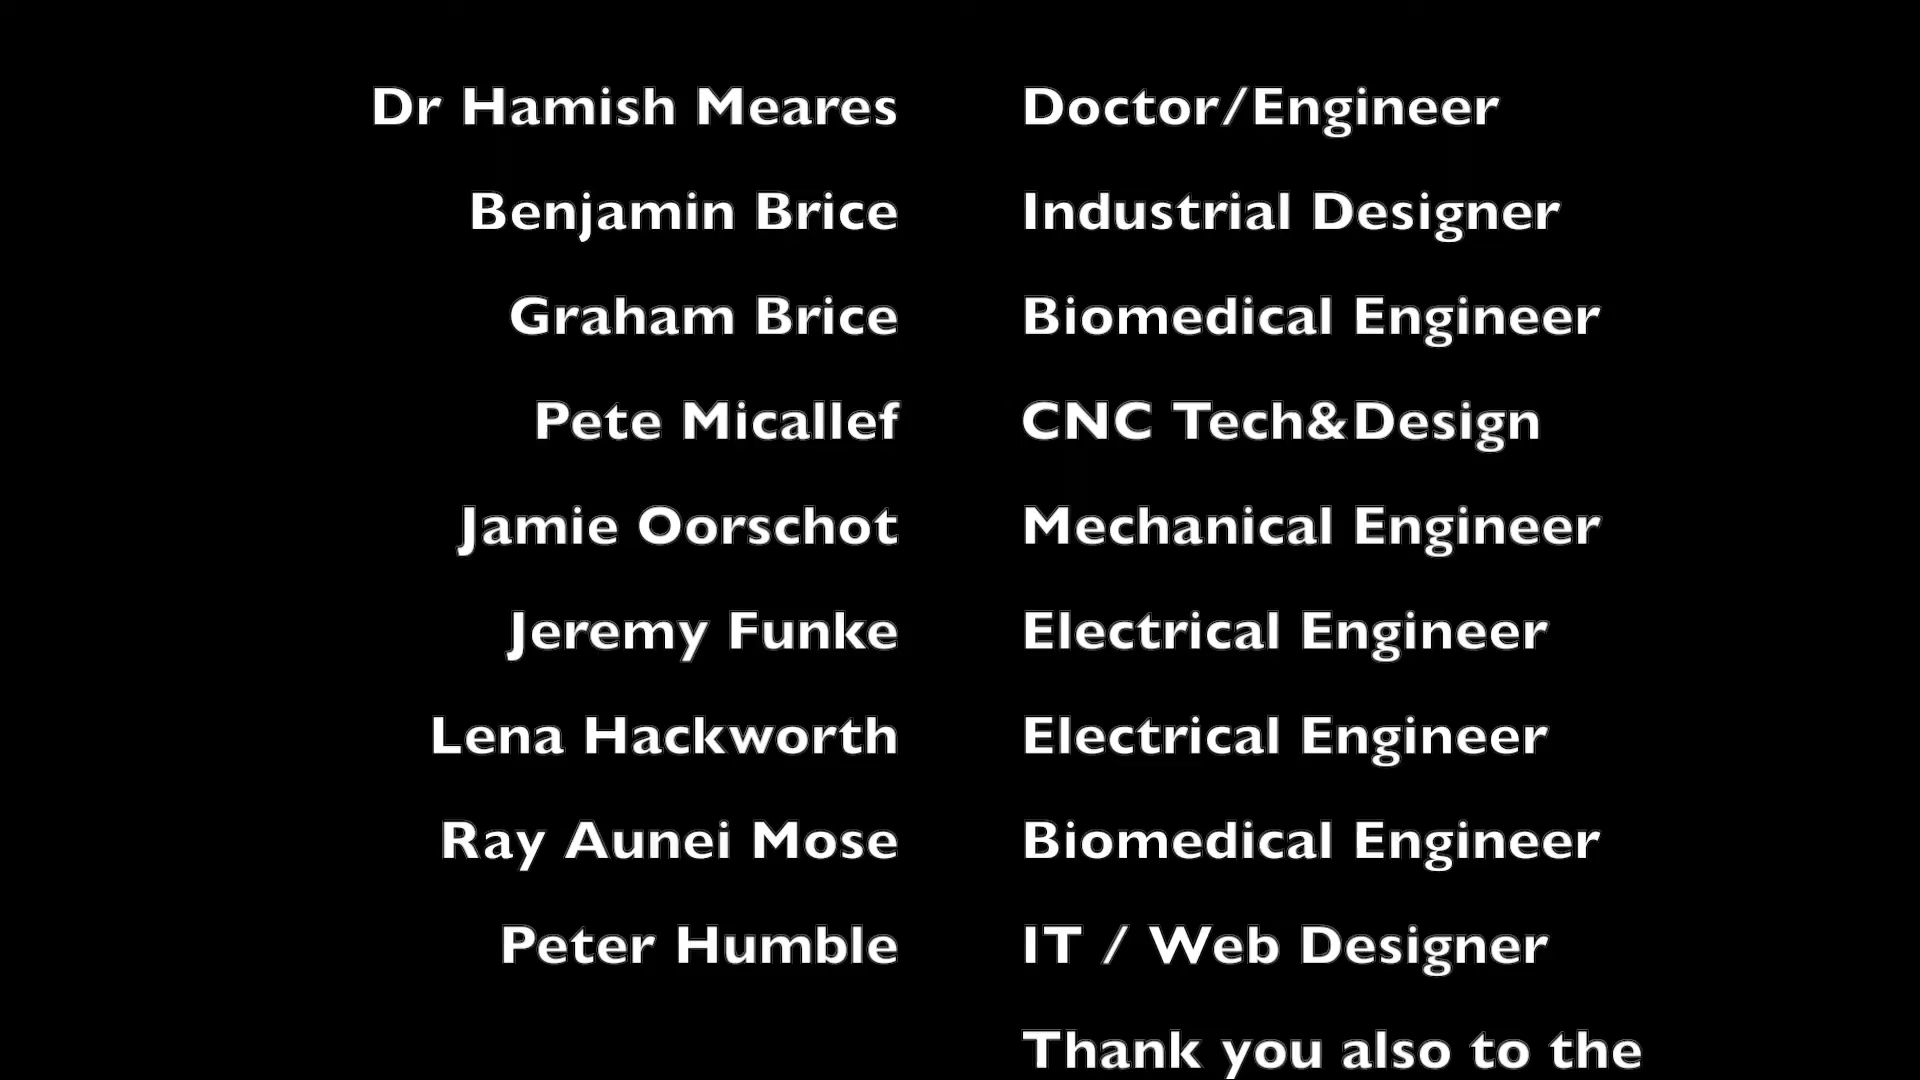 Dr Hamish Meares Doctor/Engineer
Benjamin Brice Industrial Designer
Graham Brice Biomedical Engineer
Pete Micallef CNC Tech&Design
Jamie Oorschot Mechanical Engineer
Jeremy Funke Electrical Engineer
Lena Hackworth Electrical Engineer
Ray Aunei Mose Biomedical Engineer
Peter Humble IT / Web Designer
Thank you also to the